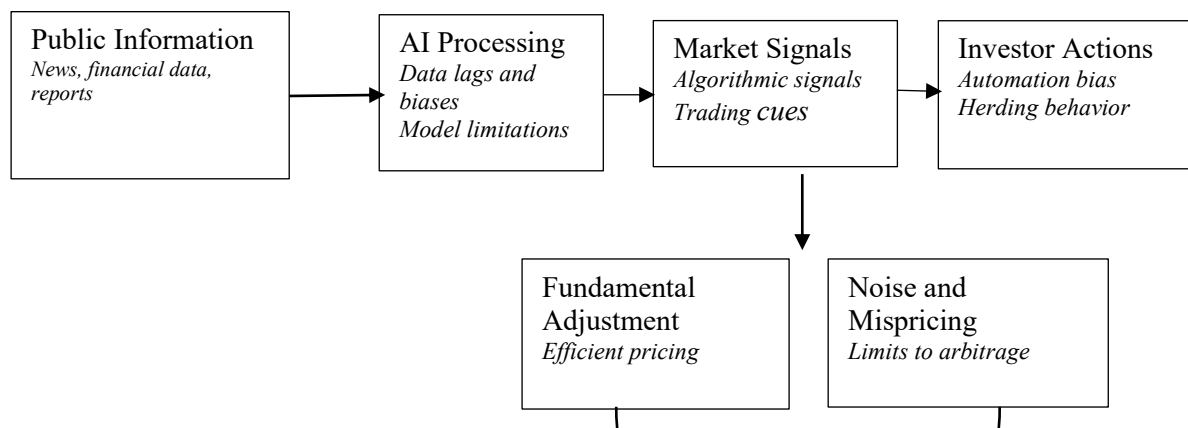 Public Information
News, financial data,
reports
AI Processing
Data lags and
biases
Model limitations
Market Signals
Algorithmic signals
Trading cues
Investor Actions
Automation bias
Herding behavior
Fundamental
Adjustment
Efficient pricing
Noise and
Mispricing
Limits to arbitrage